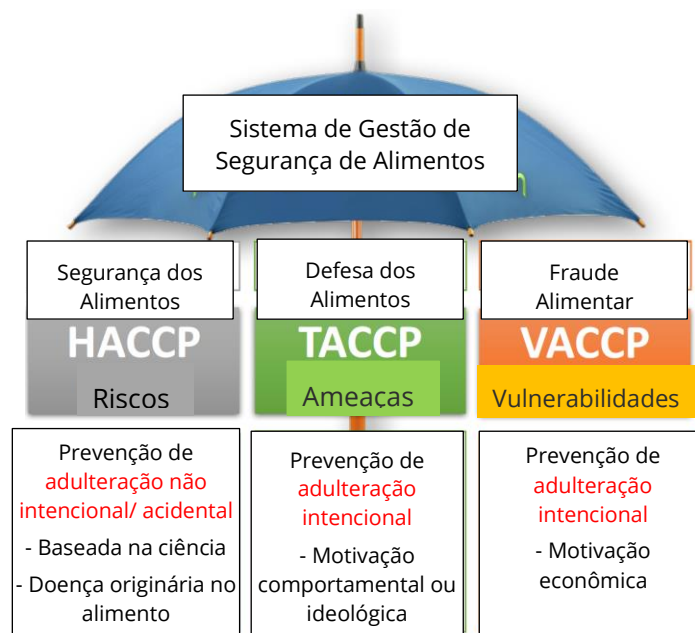 Sistema de Gestão de
Segurança de Alimentos
Segurança dos
Alimentos
HACCP
Riscos
Prevenção de
adulteração não
intencional/ acidental
- Baseada na ciência
- Doença originária no
alimento
Defesa dos
Alimentos
TACCP
Ameaças
Prevenção de
adulteração
intencional
- Motivação
comportamental ou
ideológica
Fraude
Alimentar
VACCP
Vulnerabilidades
Prevenção de
adulteração
intencional
- Motivação
econômica